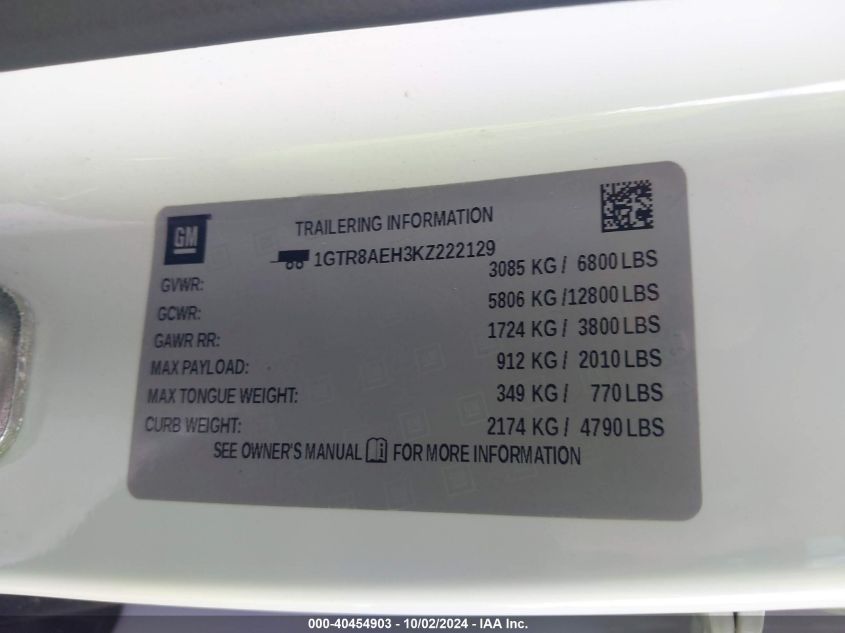 GM
TRAILERING INFORMATION
1GTR8AEH3KZ222129
GVWR: 3085 KG / 6800 LBS
GCWR: 5806 KG /12800 LBS
GAWR RR: 1724 KG / 3800 LBS
MAX PAYLOAD: 912 KG / 2010 LBS
MAX TONGUE WEIGHT: 349 KG / 770 LBS
CURB WEIGHT: 2174 KG / 4790 LBS
SEE OWNER'S MANUAL FOR MORE INFORMATION
000-40454903 - 10/02/2024 - IAA Inc.